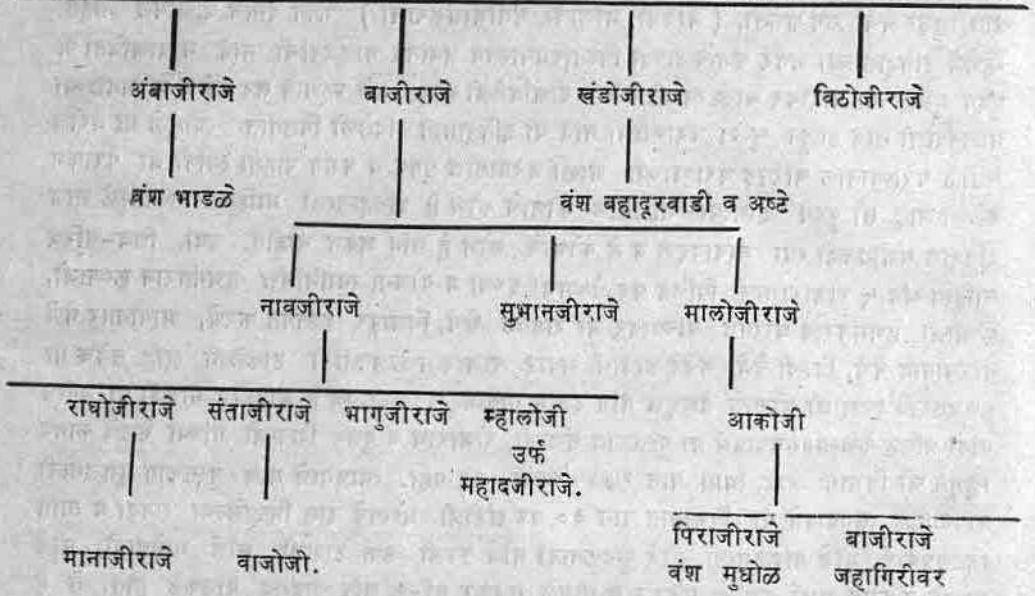 अंबाजीराजे बाजीराजे खंडोजीराजे विठोजीराजे
वंश भाडळे वंश बहादूरवाडी व अष्टे
नावजीराजे सुभानजीराजे मालोजीराजे
राघोजीराजे संताजीराजे भागुजीराजे म्हालोजी आकोजी
उर्फ
महादजीराजे.
पिराजीराजे बाजीराजे
मानाजीराजे वाजोजी. वंश मुधोळ जहागिरीवर